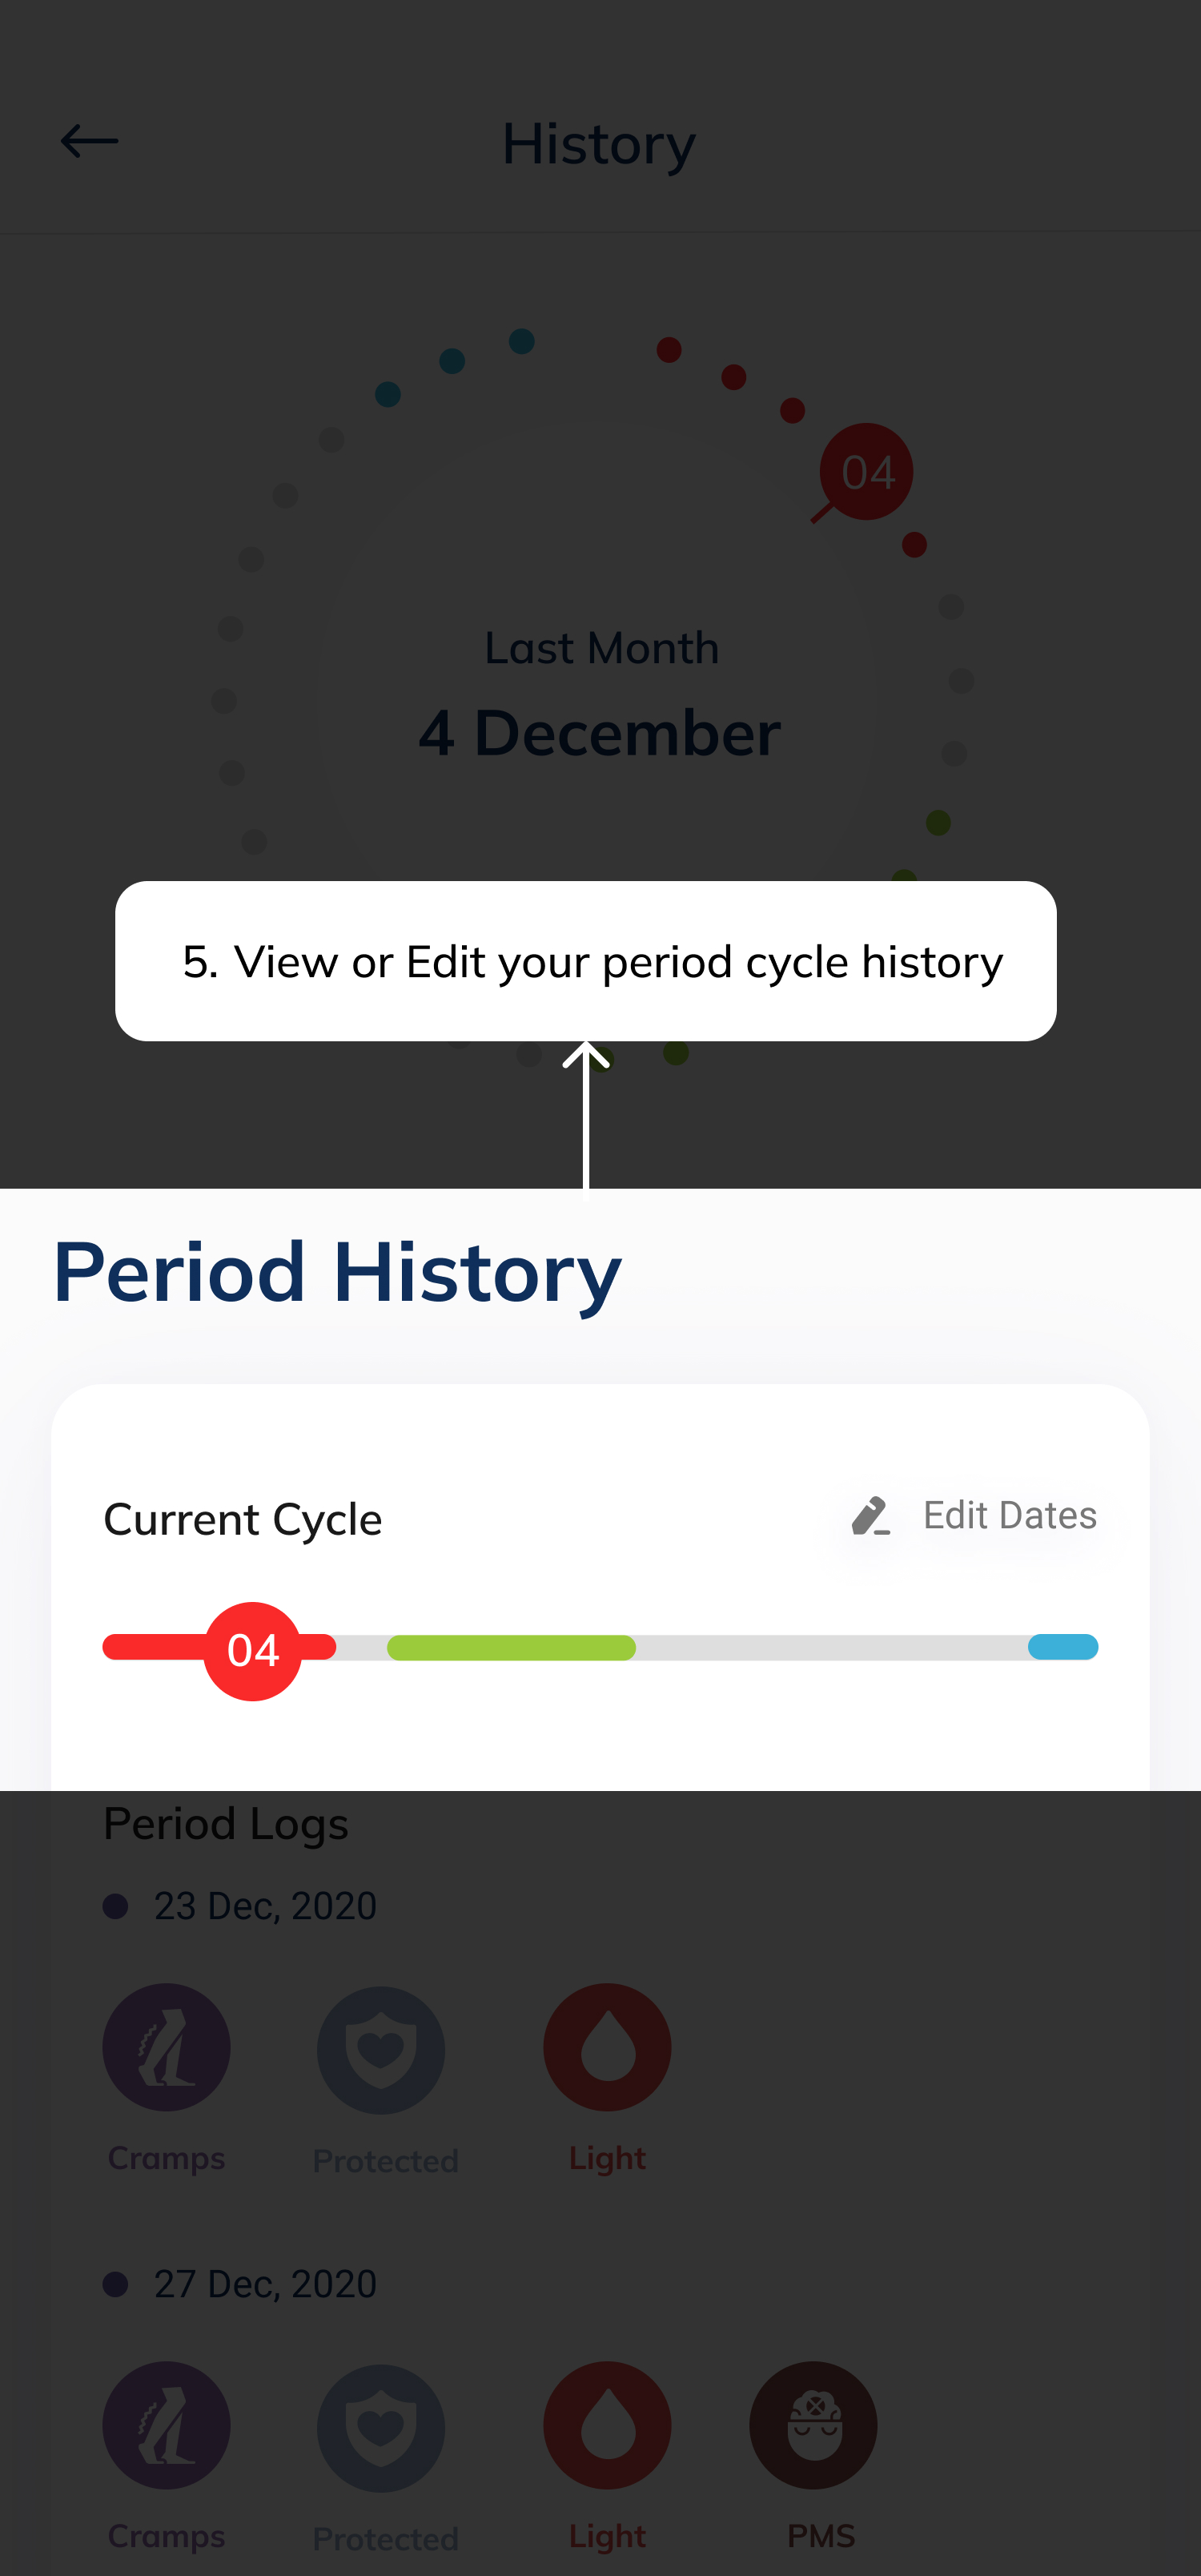 History
04
Last Month
4 December
5. View or Edit your period cycle history
Period History
Current Cycle
Edit Dates
04
Period Logs
23 Dec, 2020
Cramps Protected Light
27 Dec, 2020
Cramps Protected Light PMS